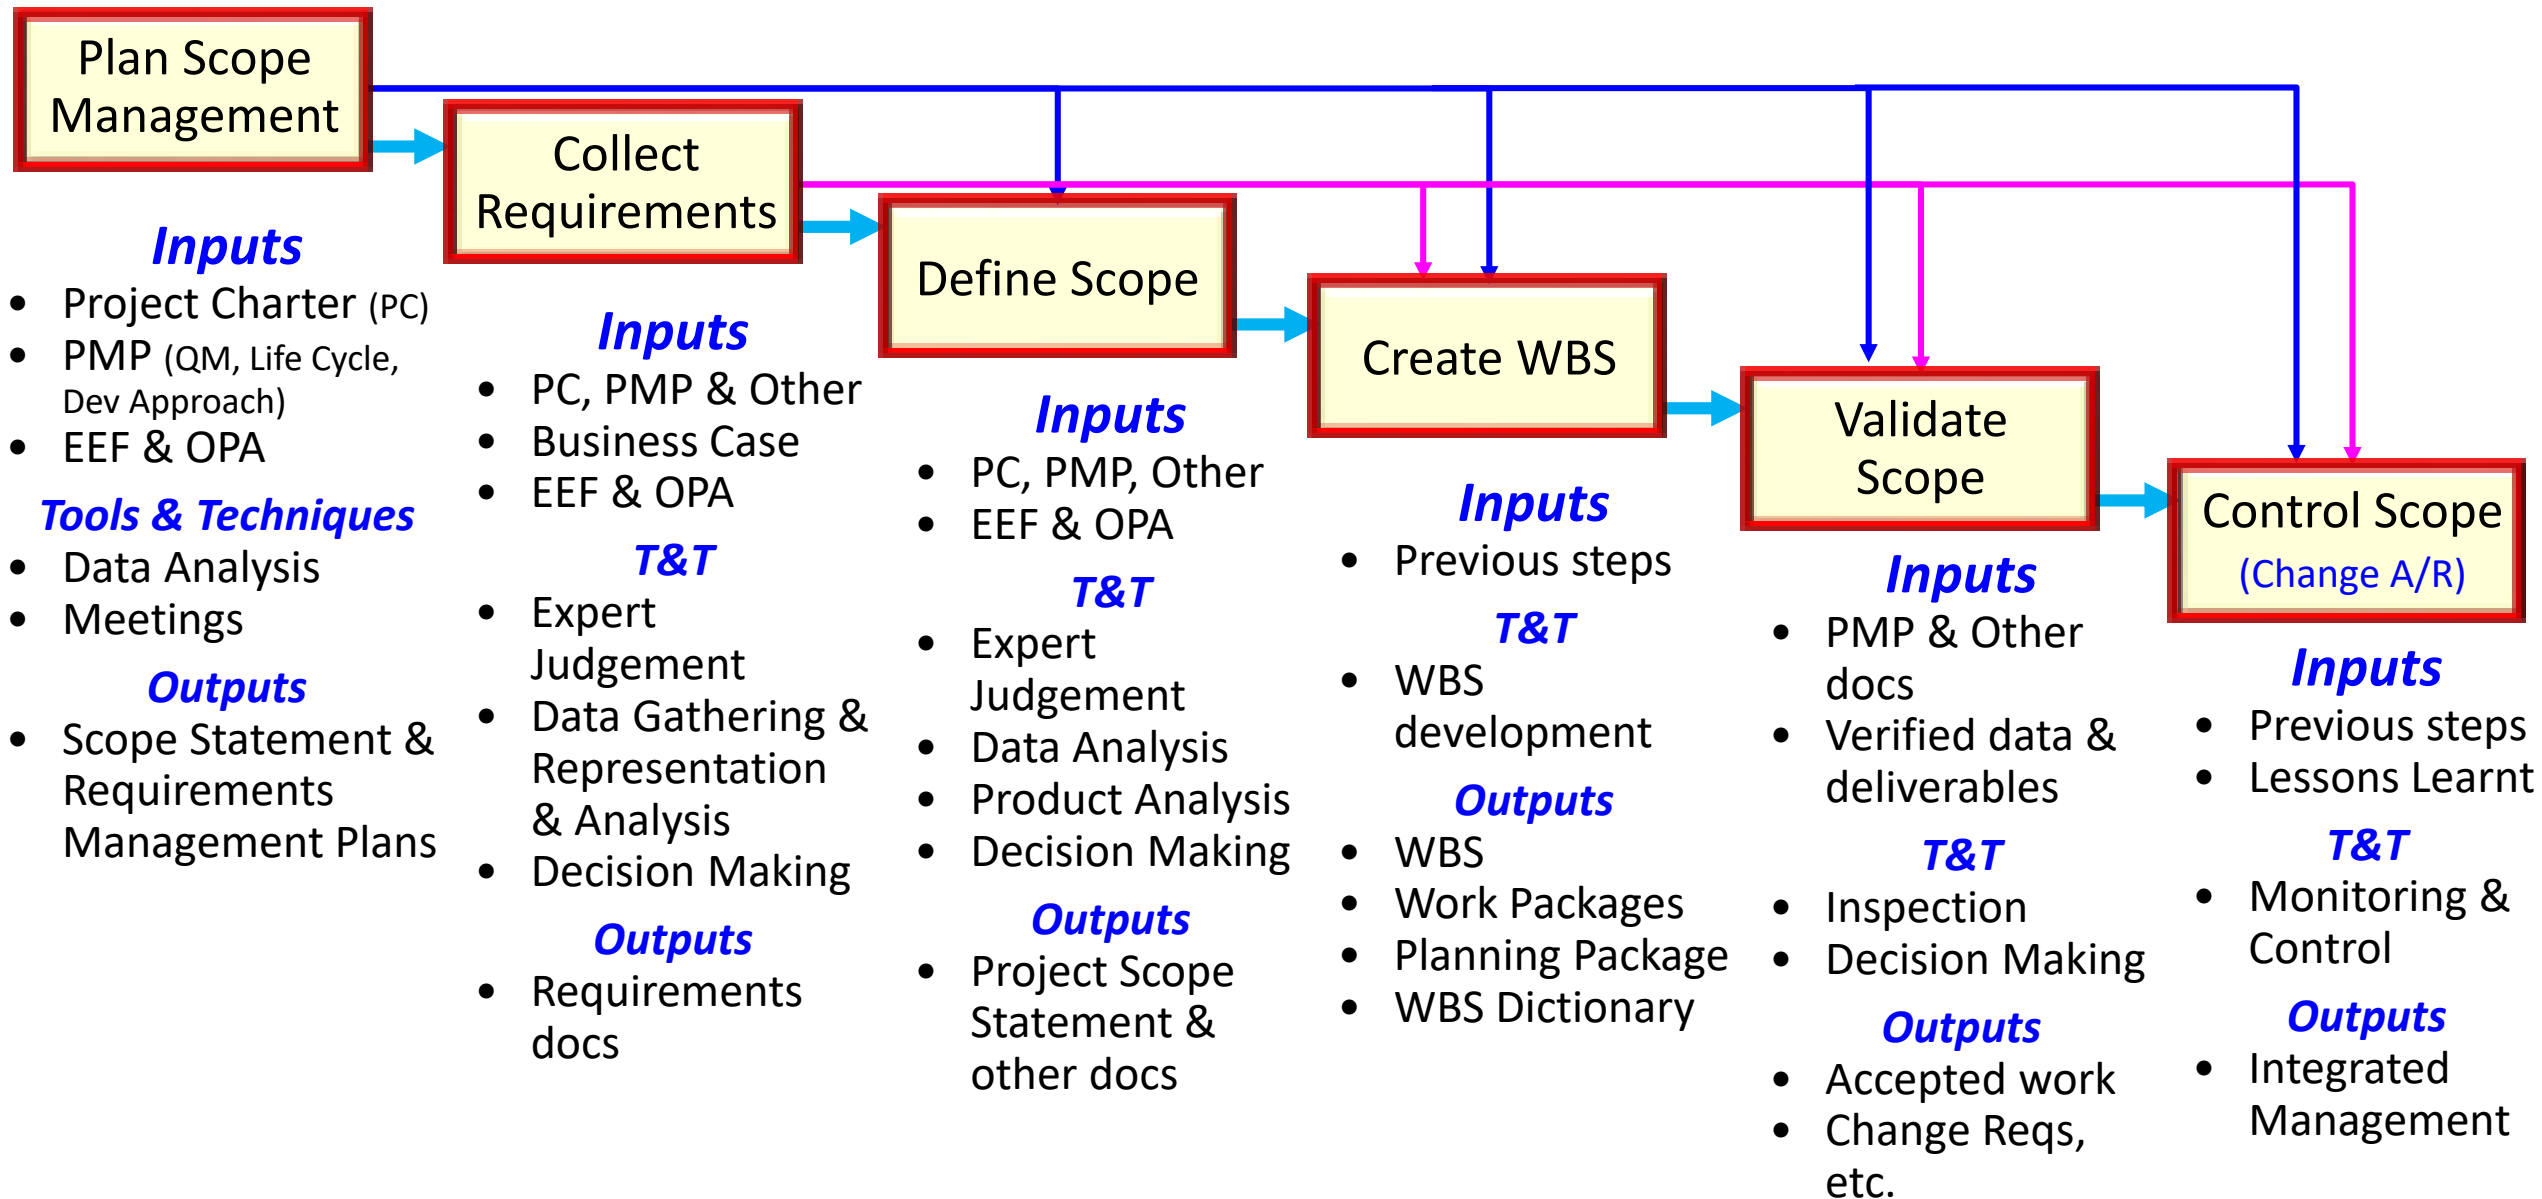 Plan Scope
Management
Inputs
• Project Charter (PC)
• PMP (QM, Life Cycle,
Dev Approach)
• EEF & OPA
Tools & Techniques
• Data Analysis
• Meetings
Outputs
• Scope Statement &
Requirements
Management Plans
Collect
Requirements
Inputs
• PC, PMP & Other
• Business Case
• EEF & OPA
T&T
• Expert
Judgement
• Data Gathering &
Representation
& Analysis
• Decision Making
Outputs
• Requirements
docs
Define Scope
Inputs
• PC, PMP, Other
• EEF & OPA
T&T
• Expert
Judgement
• Data Analysis
• Product Analysis
• Decision Making
Outputs
• Project Scope
Statement &
other docs
Create WBS
Inputs
• Previous steps
T&T
• WBS
development
Outputs
• WBS
• Work Packages
• Planning Package
• WBS Dictionary
Validate
Scope
Inputs
• PMP & Other
docs
• Verified data &
deliverables
T&T
• Inspection
• Decision Making
Outputs
• Accepted work
• Change Reqs,
etc.
Control Scope
(Change A/R)
Inputs
• Previous steps
• Lessons Learnt
T&T
• Monitoring &
Control
Outputs
• Integrated
Management